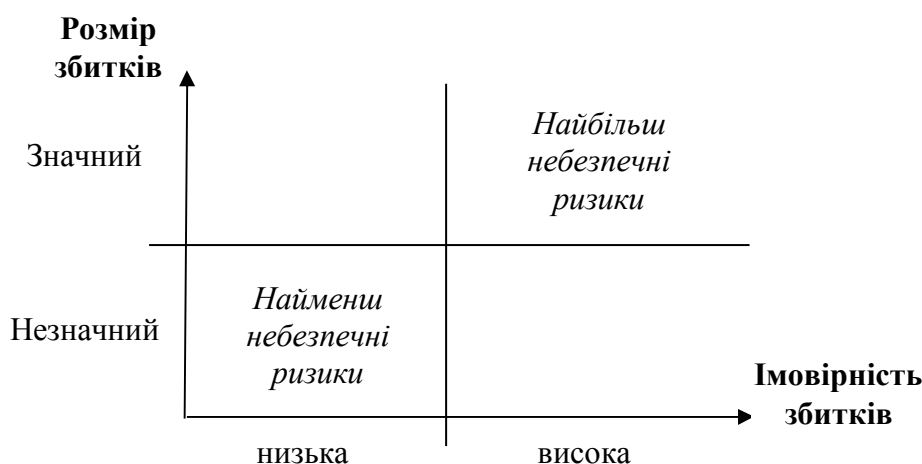 Розмір
збитків
Значний
Найбільш
небезпечні
ризики
Незначний
Найменш
небезпечні
ризики
Імовірність
збитків
низька
висока